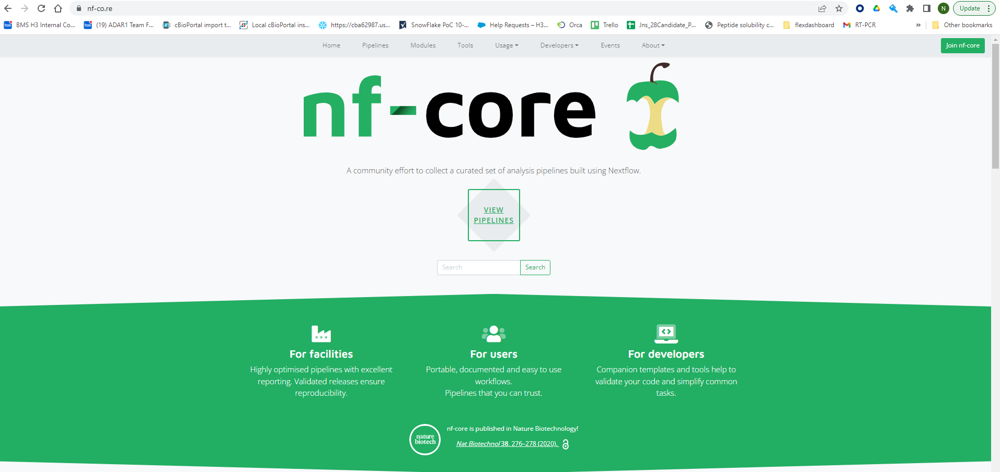 nf-co.re
N
Update
box BMS H3 Internal Co...
box (19) ADAR1 Team F...
cBioPortal import t...
Local cBioPortal ins...
https://cba62987.us...
SnowFlake PoC 10-...
Help Requests – H3...
Orca
Trello
Jns_28Candidate_P...
Peptide solubility c...
flexdashboard
RT-PCR
»
Other bookmarks
Home
Pipelines
Modules
Tools
Usage
Developers
Events
About
Join nf-core
nf-core
A community effort to collect a curated set of analysis pipelines built using Nextflow.
VIEW
PIPELINES
Search
Search
For facilities
Highly optimised pipelines with excellent
reporting. Validated releases ensure
reproducibility.
For users
Portable, documented and easy to use
workflows.
Pipelines that you can trust.
For developers
Companion templates and tools help to
validate your code and simplify common
tasks.
nature
biotech
nf-core is published in Nature Biotechnology!
Nat Biotechnol 38, 276–278 (2020).